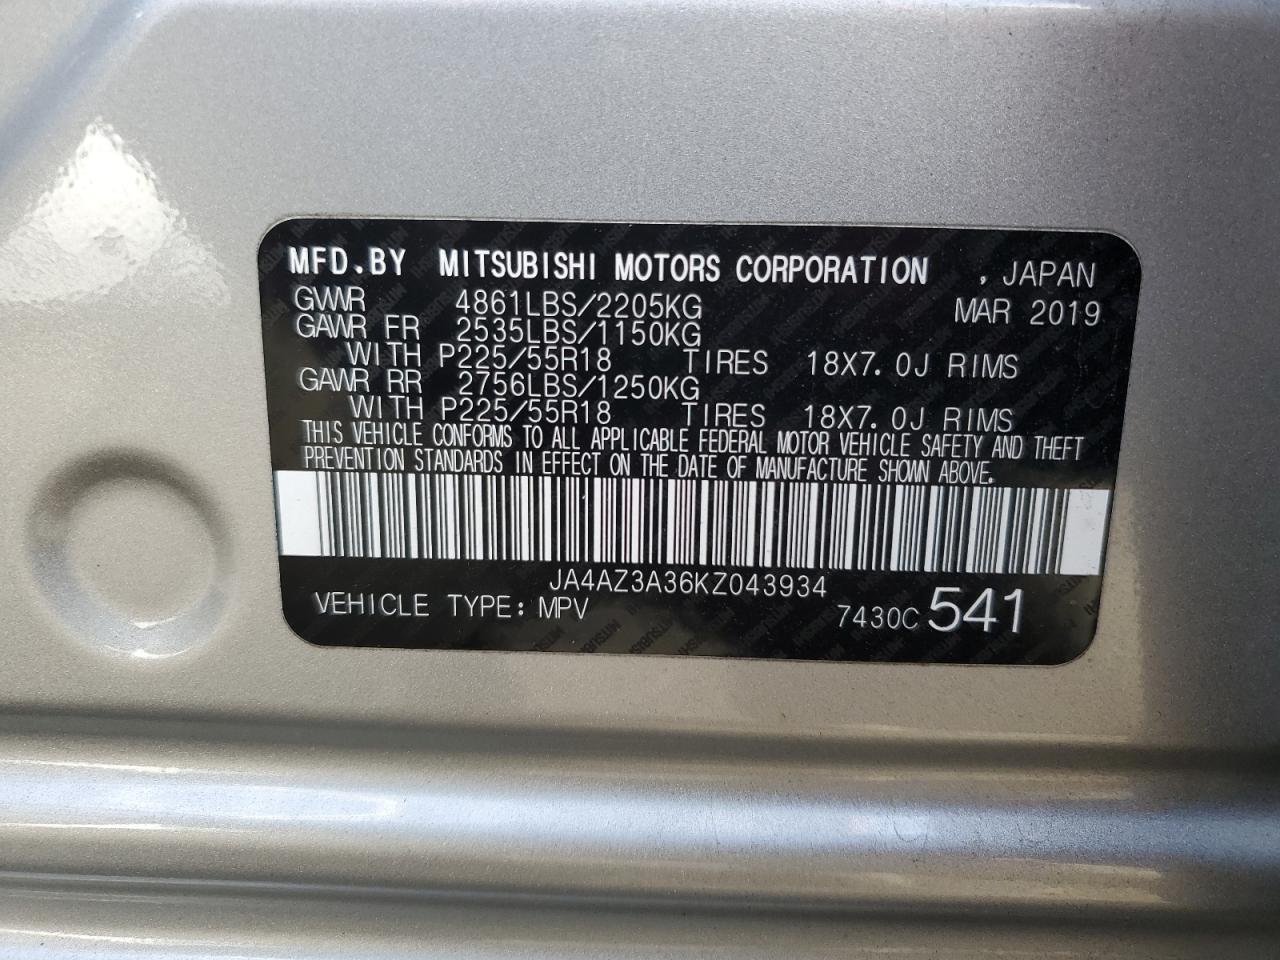 MFD.BY MITSUBISHI MOTORS CORPORATION , JAPAN
GVWR 4861LBS/2205KG MAR 2019
GAWR FR 2535LBS/1150KG
WITH P225/55R18 TIRES 18X7.0J RIMS
GAWR RR 2756LBS/1250KG
WITH P225/55R18 TIRES 18X7.0J RIMS
THIS VEHICLE CONFORMS TO ALL APPLICABLE FEDERAL MOTOR VEHICLE SAFETY AND THEFT
PREVENTION STANDARDS IN EFFECT ON THE DATE OF MANUFACTURE SHOWN ABOVE.
JA4AZ3A36KZ043934
VEHICLE TYPE: MPV 7430C 541